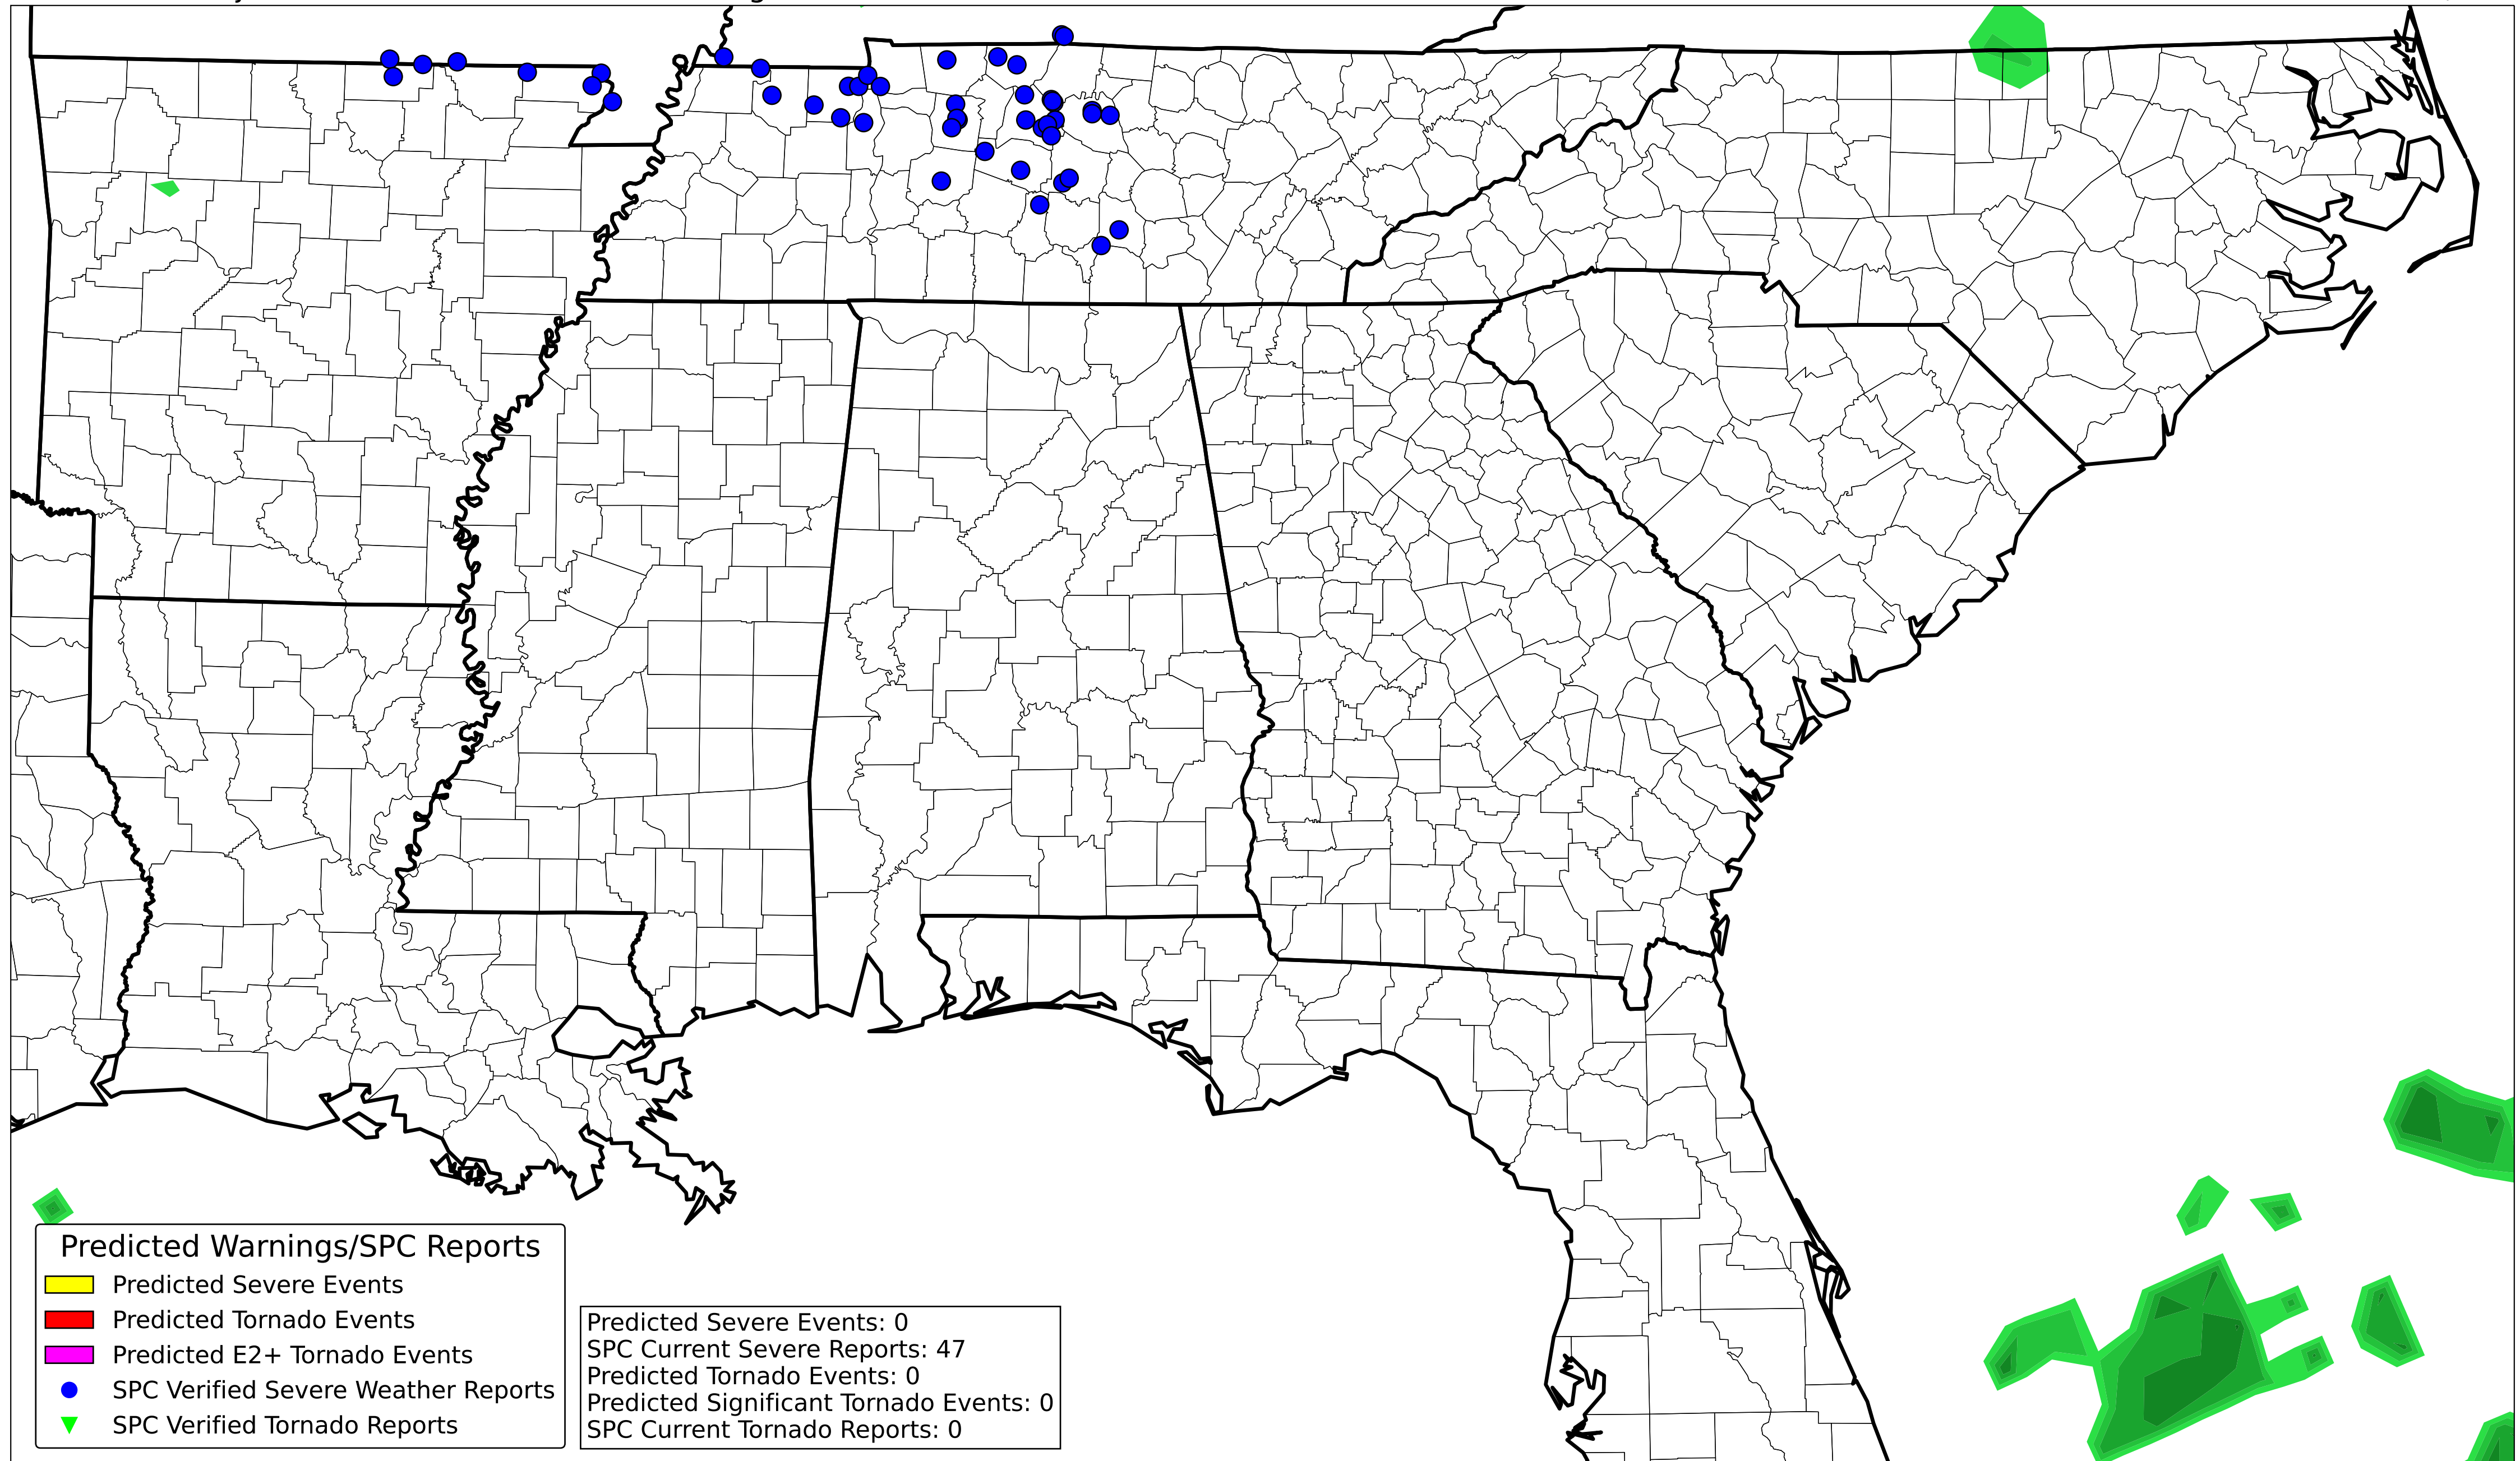 Predicted Warnings/SPC Reports
Predicted Severe Events
Predicted Tornado Events
Predicted E2+ Tornado Events
SPC Verified Severe Weather Reports
SPC Verified Tornado Reports
Predicted Severe Events: 0
SPC Current Severe Reports: 47
Predicted Tornado Events: 0
Predicted Significant Tornado Events: 0
SPC Current Tornado Reports: 0